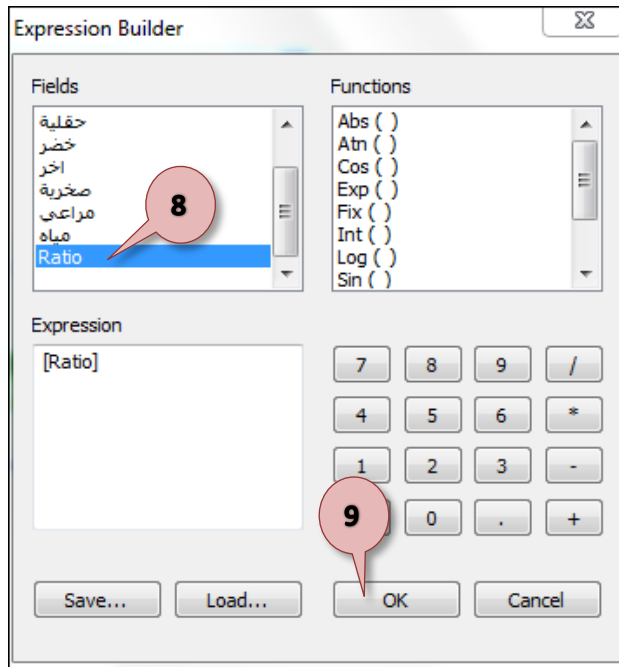 Expression Builder
Fields
حقلية
خضر
اخر
صخرية
مراعي
مياه
Ratio
8
Functions
Abs ( )
Atn ( )
Cos ( )
Exp ( )
Fix ( )
Int ( )
Log ( )
Sin ( )
Expression
[Ratio]
7 8 9 /
4 5 6 *
1 2 3 -
9
0 . +
Save... Load... OK Cancel